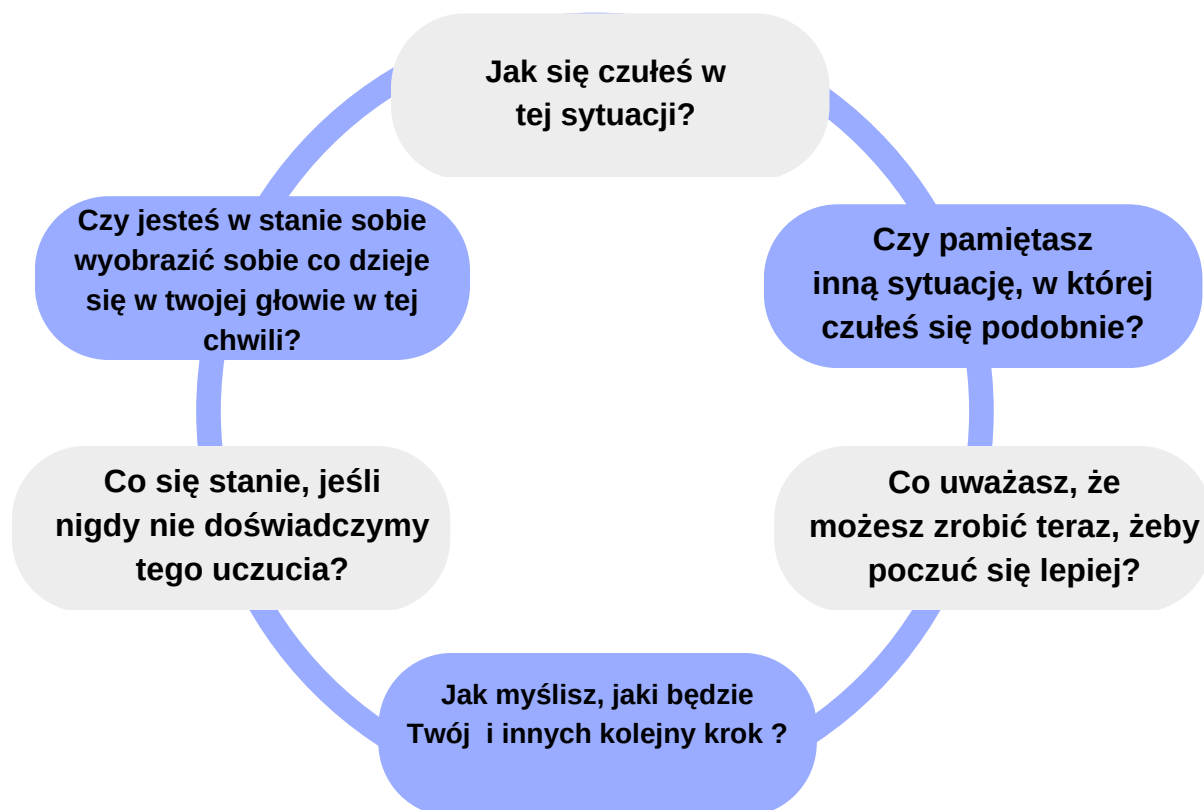 Jak się czułeś w
tej sytuacji?
Czy pamiętasz
inną sytuację, w której
czułeś się podobnie?
Co uważasz, że
możesz zrobić teraz, żeby
poczuć się lepiej?
Jak myślisz, jaki będzie
Twój  i innych kolejny krok ?
Co się stanie, jeśli
nigdy nie doświadczymy
tego uczucia?
Czy jesteś w stanie sobie
wyobrazić sobie co dzieje
się w twojej głowie w tej
chwili?